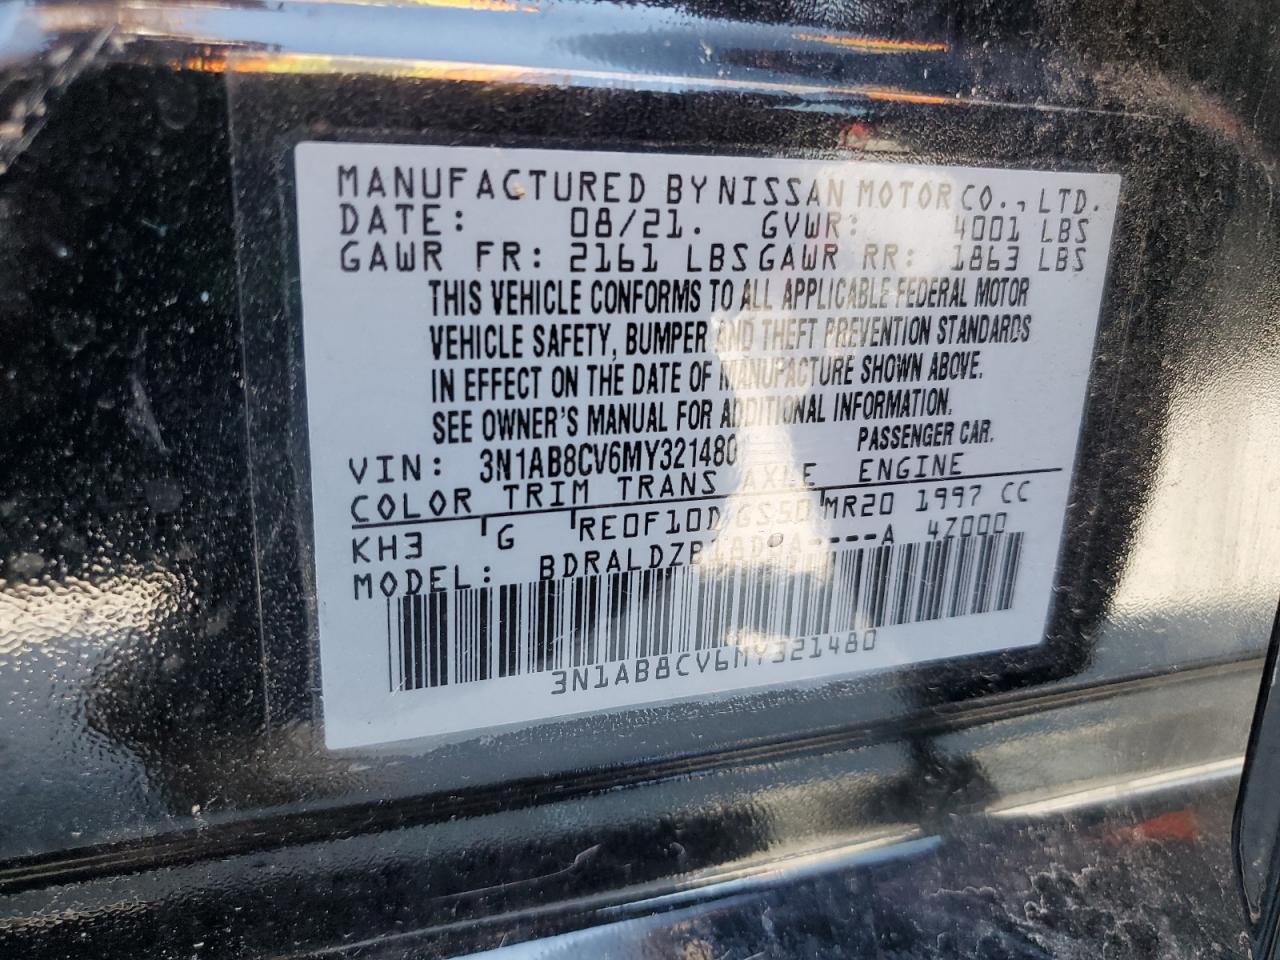 MANUFACTURED BY NISSAN MOTOR CO., LTD.
DATE: 08/21. GVWR: 4001 LBS
GAWR FR: 2161 LBS GAWR RR: 1863 LBS
THIS VEHICLE CONFORMS TO ALL APPLICABLE FEDERAL MOTOR
VEHICLE SAFETY, BUMPER AND THEFT PREVENTION STANDARDS
IN EFFECT ON THE DATE OF MANUFACTURE SHOWN ABOVE.
SEE OWNER'S MANUAL FOR ADDITIONAL INFORMATION.
VIN: 3N1AB8CV6MY321480 PASSENGER CAR.
COLOR TRIM TRANS AXLE ENGINE
KH3 G RE0F10D GS50 MR20 1997 CC
MODEL: 4Z000
3N1AB8CV6MY321480